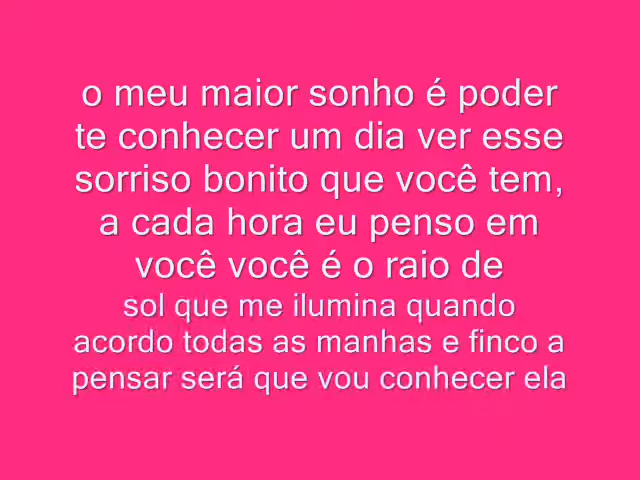 o meu maior sonho é poder
te conhecer um dia ver esse
sorriso bonito que você tem,
a cada hora eu penso em
você você é o raio de
sol que me ilumina quando
acordo todas as manhas e finco a
pensar será que vou conhecer ela